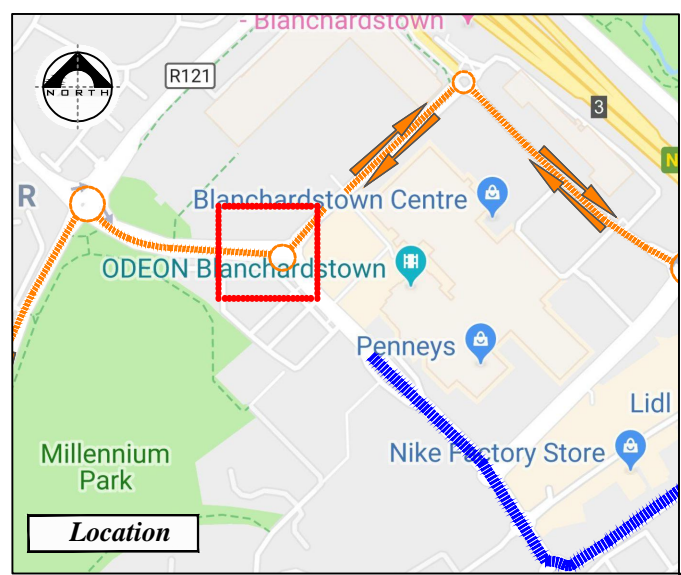 - Blanchardstown
R121
NORTH
3
N
R
Blanchardstown Centre
ODEON Blanchardstown
Penneys
Lidl
Nike Factory Store
Millennium
Park
Location